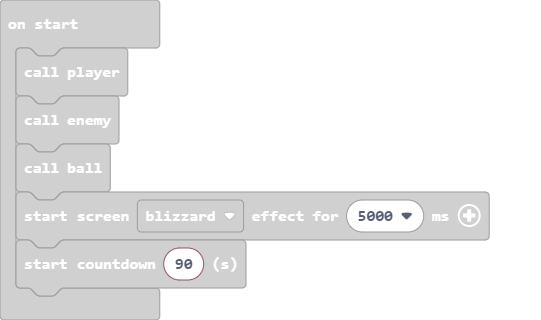 on start
call player
call enemy
call ball
start screen blizzard effect for 5000 ms
start countdown 90 (s)